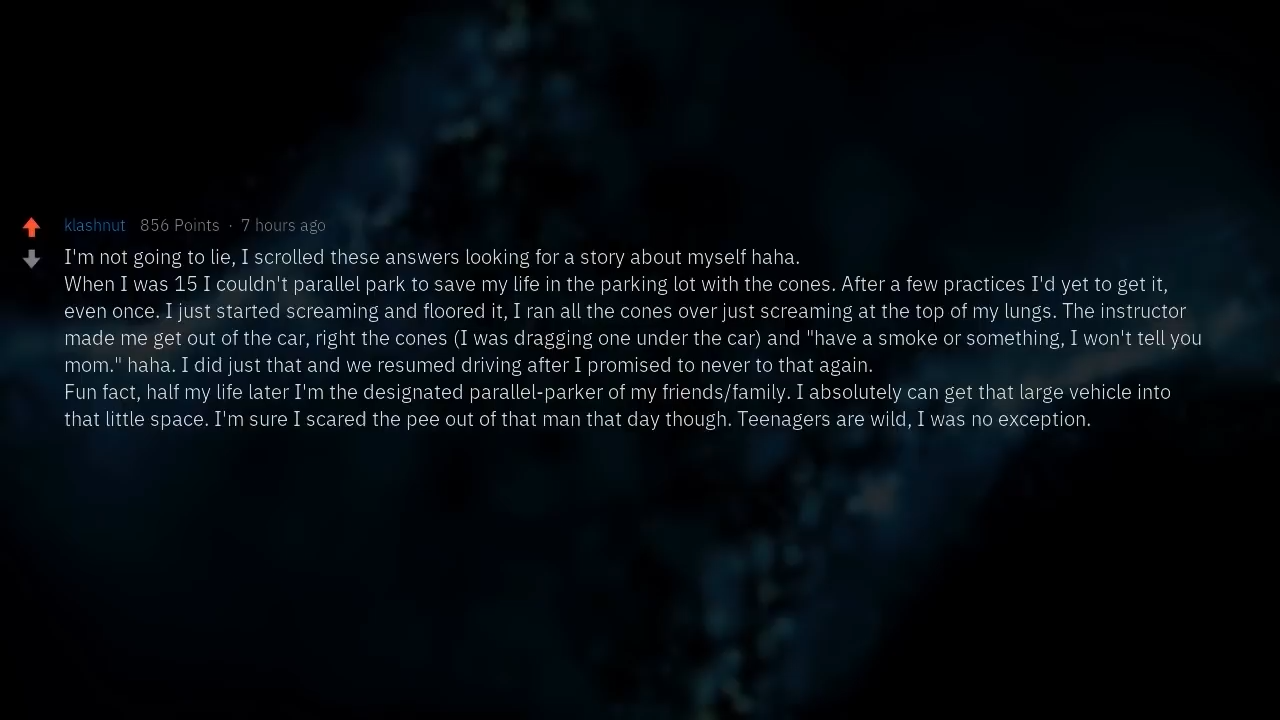 klashnut 856 Points · 7 hours ago
I'm not going to lie, I scrolled these answers looking for a story about myself haha.
When I was 15 I couldn't parallel park to save my life in the parking lot with the cones. After a few practices I'd yet to get it,
even once. I just started screaming and floored it, I ran all the cones over just screaming at the top of my lungs. The instructor
made me get out of the car, right the cones (I was dragging one under the car) and "have a smoke or something, I won't tell you
mom." haha. I did just that and we resumed driving after I promised to never to that again.
Fun fact, half my life later I'm the designated parallel-parker of my friends/family. I absolutely can get that large vehicle into
that little space. I'm sure I scared the pee out of that man that day though. Teenagers are wild, I was no exception.